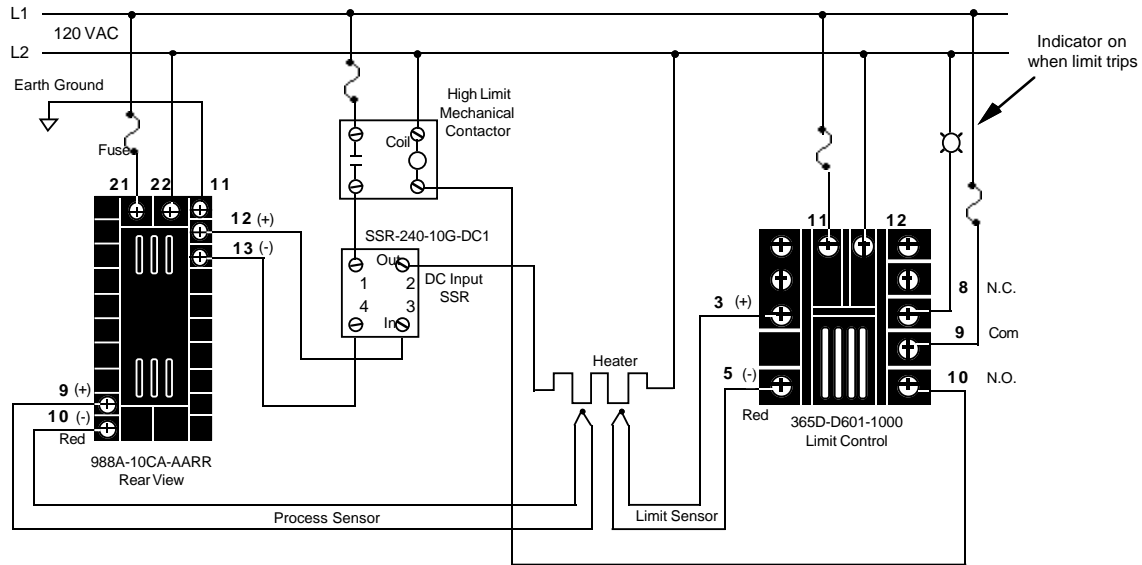 L1
120 VAC
L2
Indicator on
when limit trips
Earth Ground
High Limit
Mechanical
Contactor
Coil
Fuse
21 22 11
12 (+)
13 (-)
SSR-240-10G-DC1
Out
1 2
4 3
In
DC Input
SSR
11 12
3 (+)
5 (-)
Red
8 N.C.
9 Com
10 N.O.
Heater
9 (+)
10 (-)
Red
988A-10CA-AARR
Rear View
365D-D601-1000
Limit Control
Process Sensor
Limit Sensor